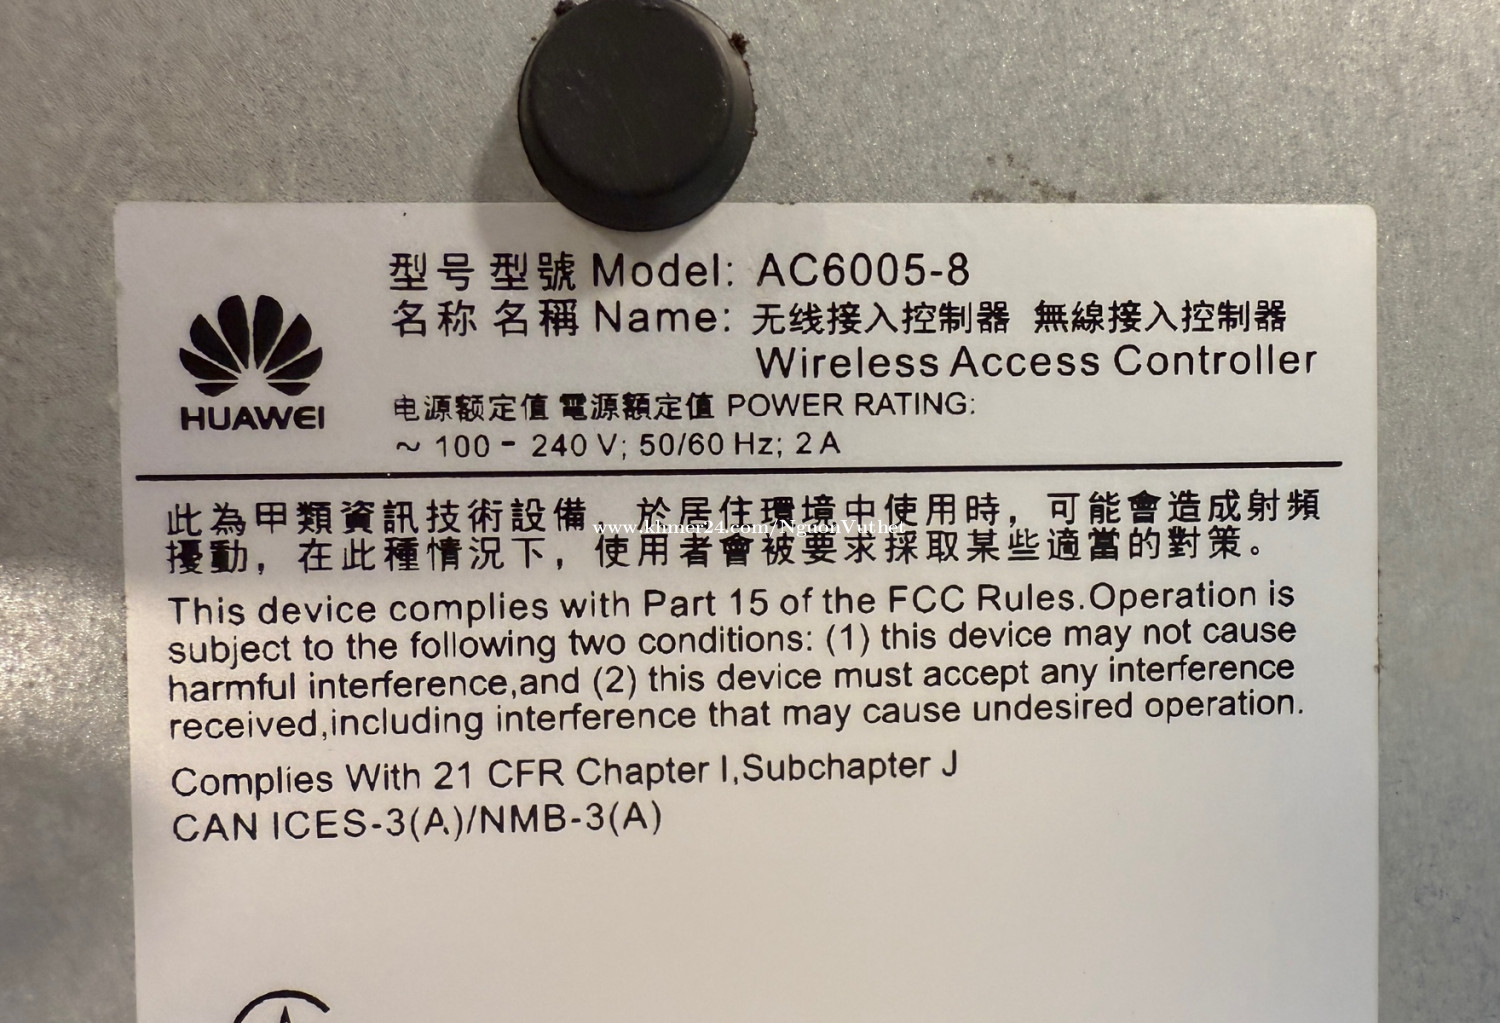 型号 型號 Model: AC6005-8
名称 名稱 Name: 无线接入控制器 無線接入控制器
Wireless Access Controller
HUAWEI
电源额定值 電源額定值 POWER RATING:
~ 100 - 240 V; 50/60 Hz; 2 A
此為甲類資訊技術設備，於居住環境中使用時，可能會造成射頻
www.khmer24.com/NguonVuthet
擾動，在此種情況下，使用者會被要求採取某些適當的對策。
This device complies with Part 15 of the FCC Rules.Operation is
subject to the following two conditions: (1) this device may not cause
harmful interference,and (2) this device must accept any interference
received,including interference that may cause undesired operation.
Complies With 21 CFR Chapter I,Subchapter J
CAN ICES-3(A)/NMB-3(A)